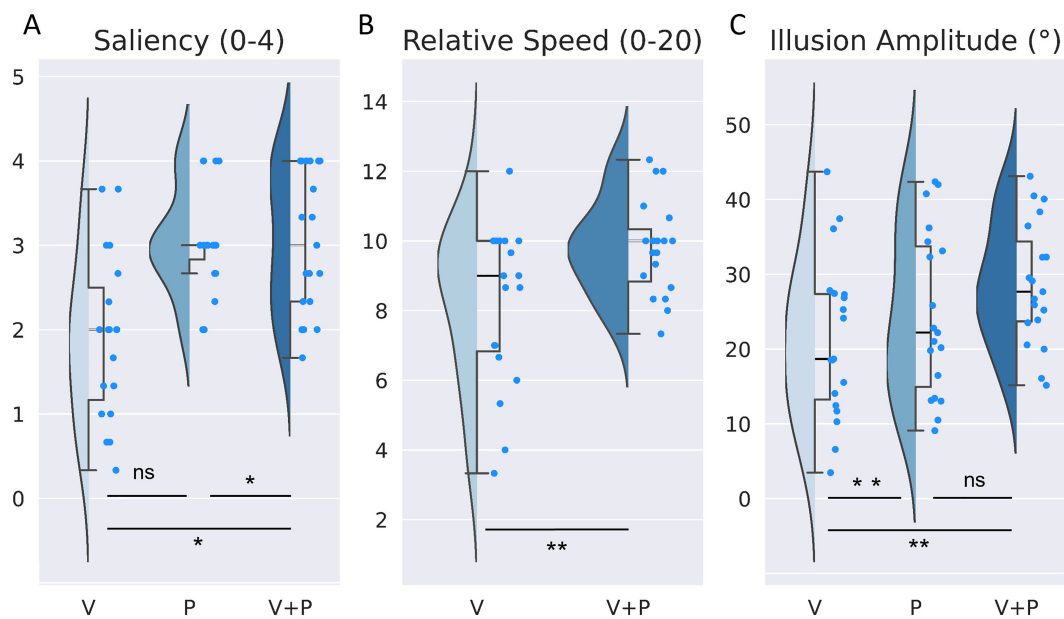 A
Saliency (0-4)
5
4
3
2
1
0
ns
*
*
V
P
V+P
B
Relative Speed (0-20)
14
12
10
8
6
4
2
**
V
V+P
C
Illusion Amplitude (°)
50
40
30
20
10
0
* *
ns
**
V
P
V+P